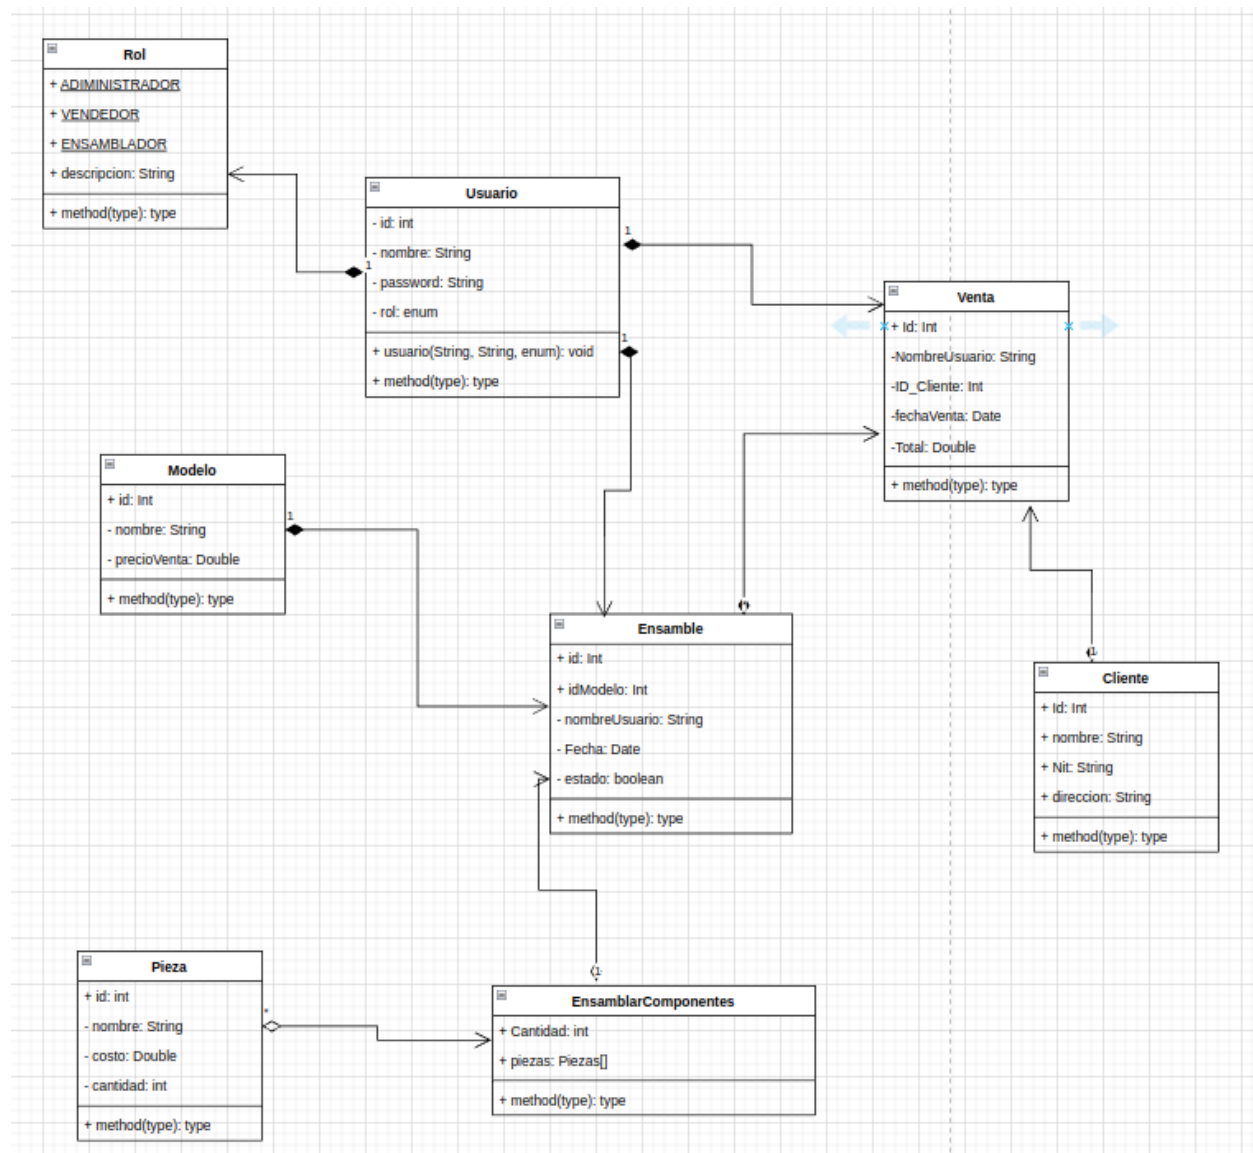 Rol
+ ADIMINISTRADOR
+ VENDEDOR
+ ENSAMBLADOR
+ descripcion: String
+ method(type): type
Usuario
- id: int
- nombre: String
- password: String
- rol: enum
+ usuario(String, String, enum): void
+ method(type): type
1
1
1
Venta
+ Id: Int
-NombreUsuario: String
-ID_Cliente: Int
-fechaVenta: Date
-Total: Double
+ method(type): type
Modelo
+ id: Int
- nombre: String
- precioVenta: Double
+ method(type): type
1
Ensamble
+ id: Int
+ idModelo: Int
- nombreUsuario: String
- Fecha: Date
- estado: boolean
+ method(type): type
1
Cliente
+ Id: Int
+ nombre: String
+ Nit: String
+ direccion: String
+ method(type): type
Pieza
+ id: int
- nombre: String
- costo: Double
- cantidad: int
+ method(type): type
*
1
EnsamblarComponentes
+ Cantidad: int
+ piezas: Piezas[]
+ method(type): type